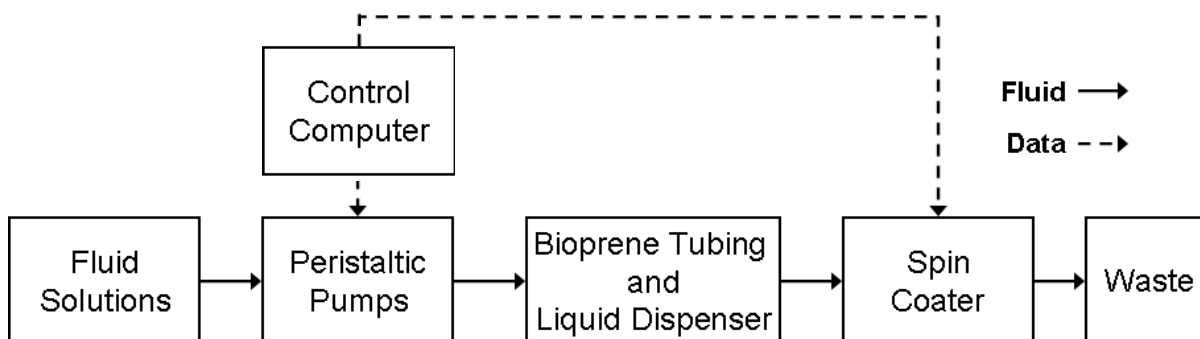 Control
Computer
Fluid
Data
Fluid
Solutions
Peristaltic
Pumps
Bioprene Tubing
and
Liquid Dispenser
Spin
Coater
Waste